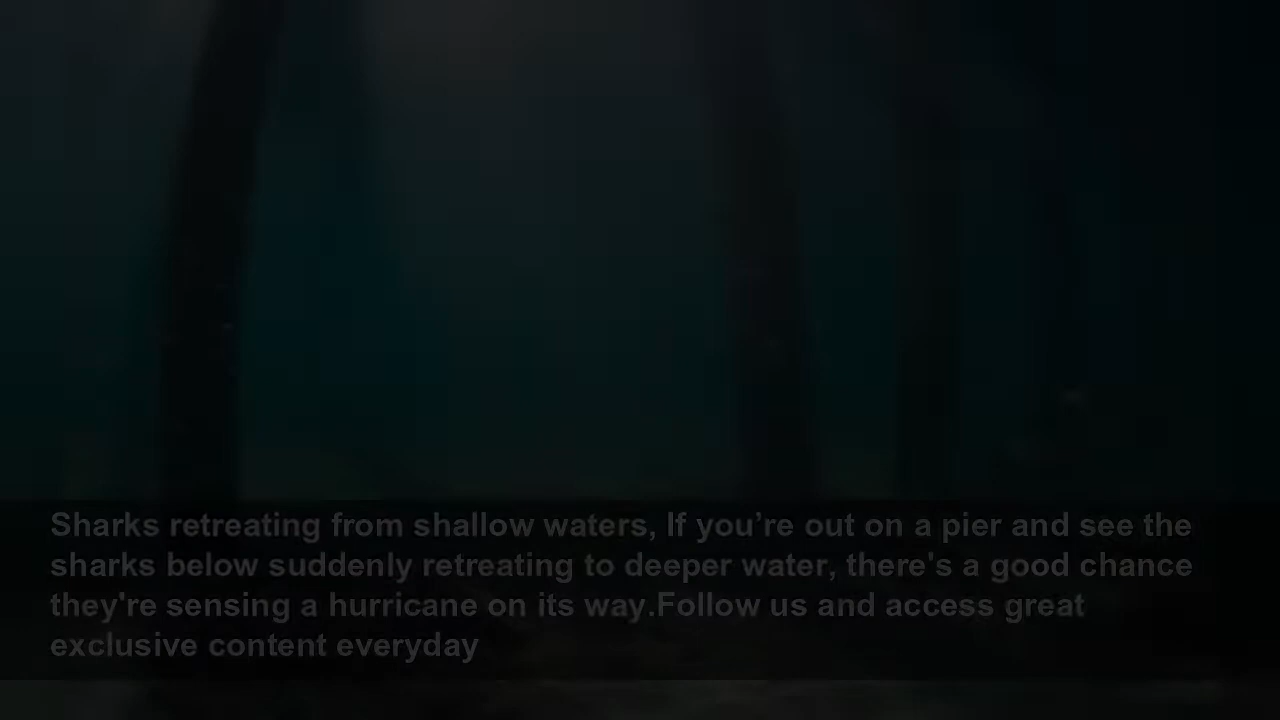 Sharks retreating from shallow waters, If you’re out on a pier and see the
sharks below suddenly retreating to deeper water, there's a good chance
they're sensing a hurricane on its way.Follow us and access great
exclusive content everyday